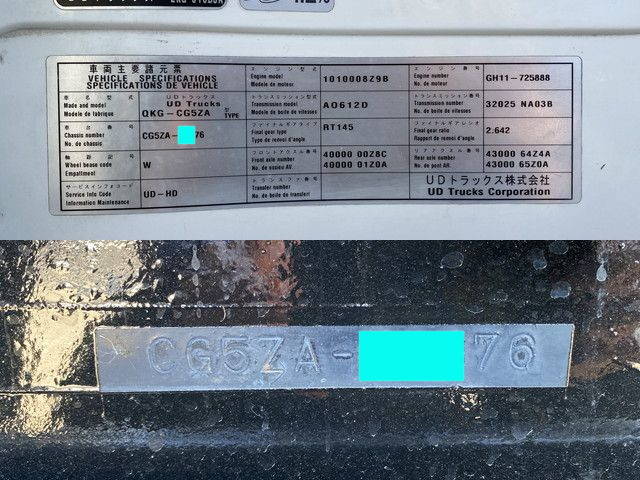 車両主要諸元票
VEHICLE SPECIFICATIONS
SPECIFICATIONS DE VEHICLE
車名型式
Made and model
Modele de fabrique
UDトラックス
UD Trucks
QKG-CG5ZA 型 TYPE
車台番号
Chassis number
No. de chassis
CG5ZA- 76
軸距記号
Wheel base code
Empattement
W
サービスインフォコード
Service Info Code
Information Maintenance
UD-HD
エンジン型式
Engine model
Modele de moteur
1010008Z9B
トランスミッション型式
Transmission model
Modele de boite de vitesses
AO612D
ファイナルギアタイプ
Final gear type
Type de renvoi d'angle
RT145
フロントアクスル番号
Front axle number
No. de essieu AV.
40000 00Z8C
40000 01Z0A
トランスファ番号
Transfer number
No. de boite de transfert
エンジン番号
Engine number
No. de moteur
GH11-725888
トランスミッション番号
Transmission number
No. de boite de vitesses
32025 NA03B
ファイナルギアレシオ
Final gear ratio
Rapport de renvoi d'angle
2.642
リアアクスル番号
Rear axle number
No. de pont AR.
43000 64Z4A
43000 65Z0A
UDトラックス株式会社
UD Trucks Corporation
CG5ZA- 76